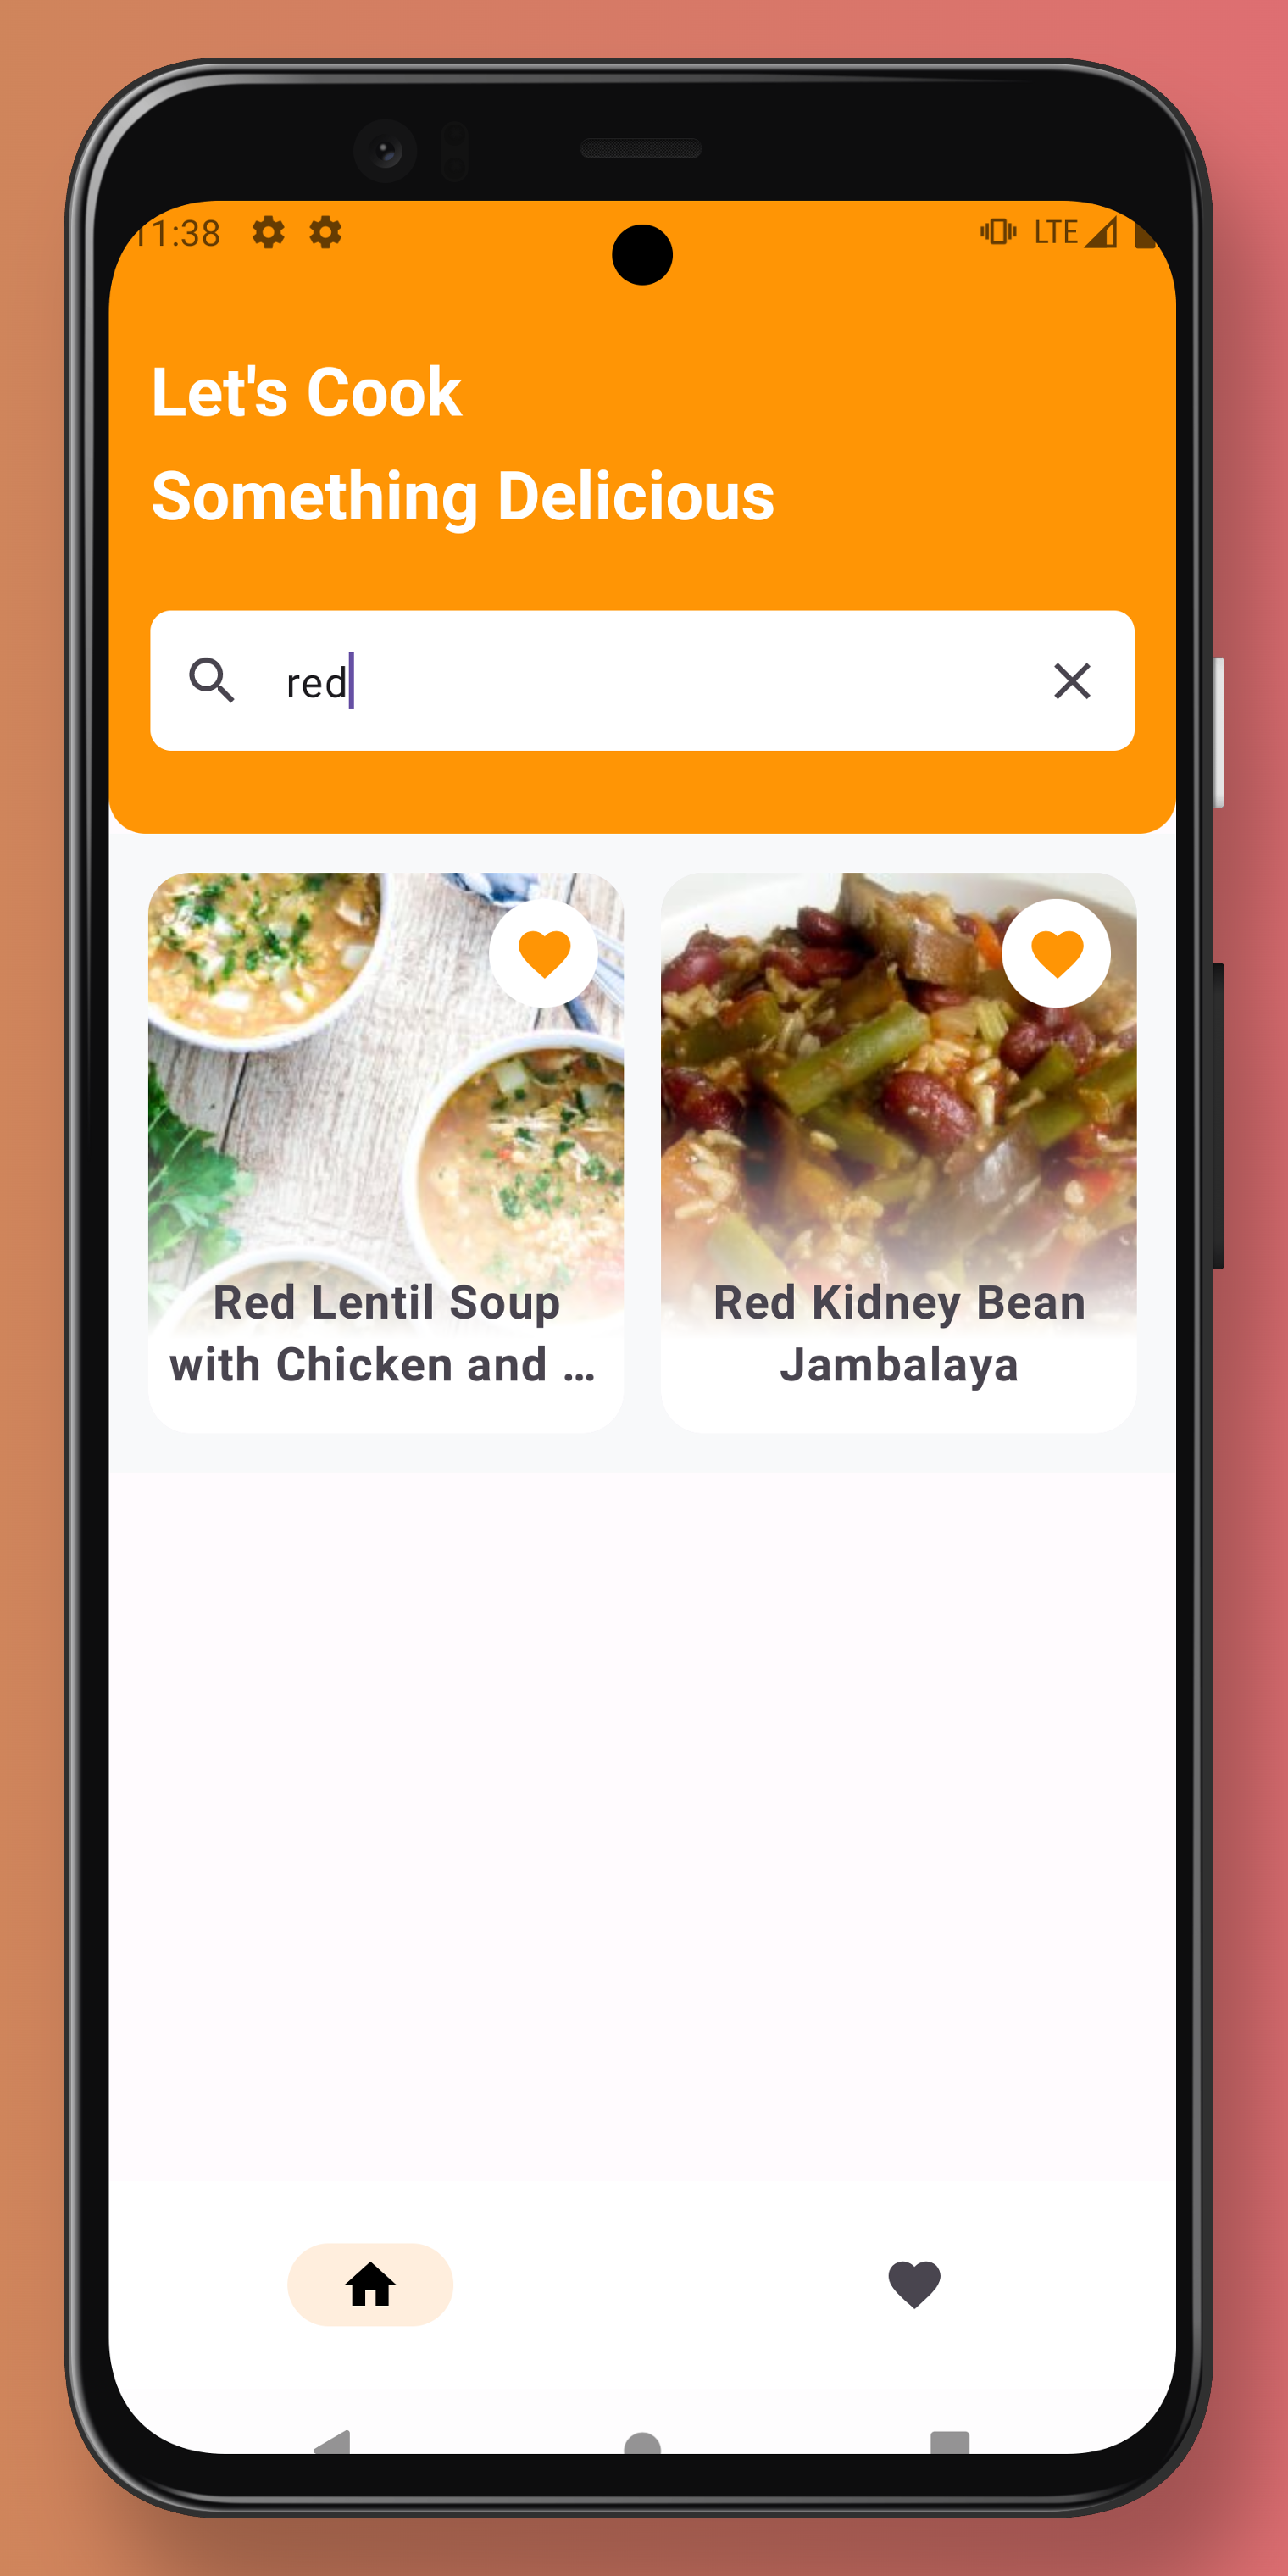 11:38 LTE
Let's Cook
Something Delicious
red
Red Lentil Soup
with Chicken and ...
Red Kidney Bean
Jambalaya